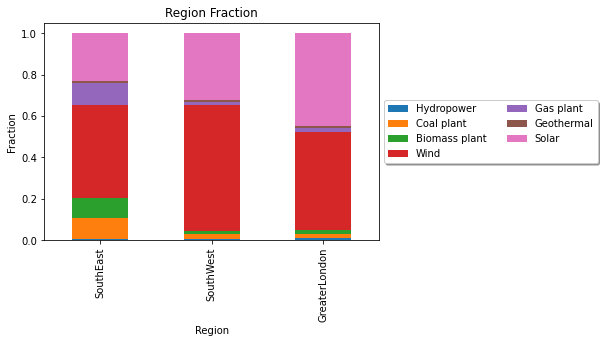 Region Fraction
1.0
0.8
0.6
0.4
0.2
0.0
Fraction
SouthEast
SouthWest
GreaterLondon
Region
Hydropower
Coal plant
Biomass plant
Wind
Gas plant
Geothermal
Solar